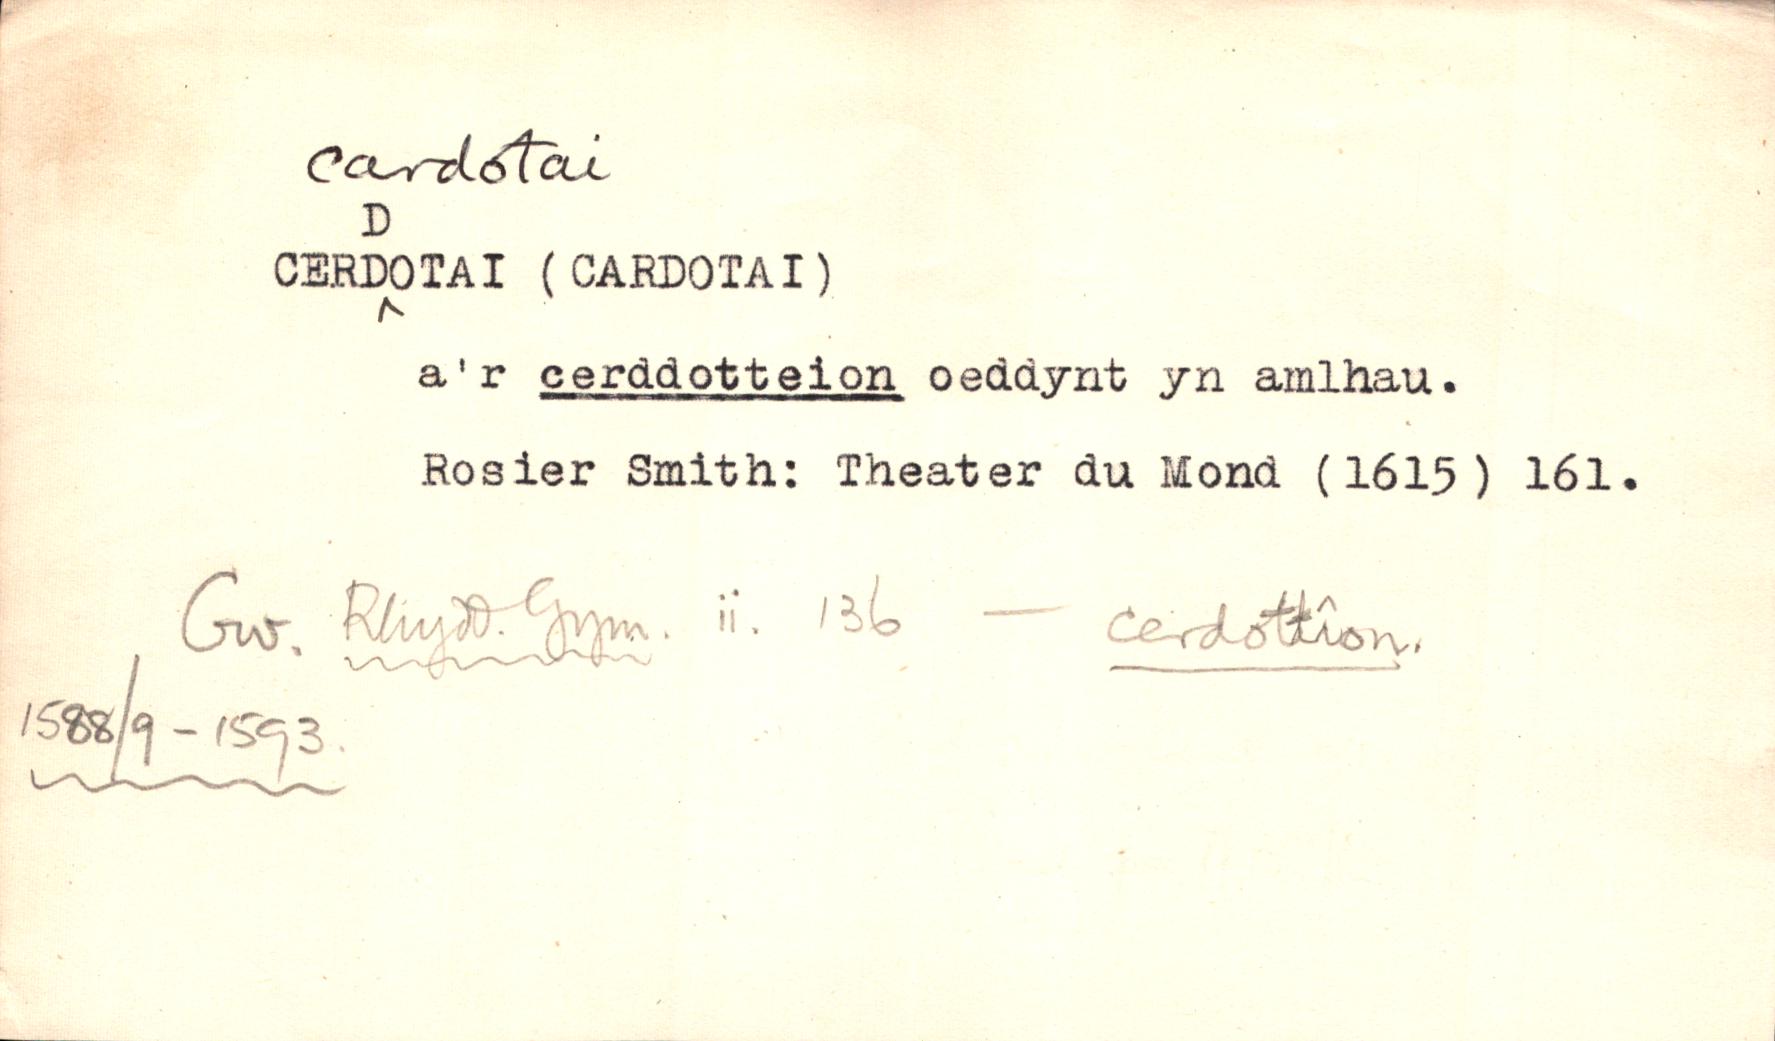 cardotai
D
CERDOTAI (CARDOTAI)
^
a'r cerddotteion oeddynt yn amlhau.
Rosier Smith: Theater du Mond (1615) 161.
Gw. Rhydd. Gym. ii. 136 — cerdottîon.
1588/9 - 1593.